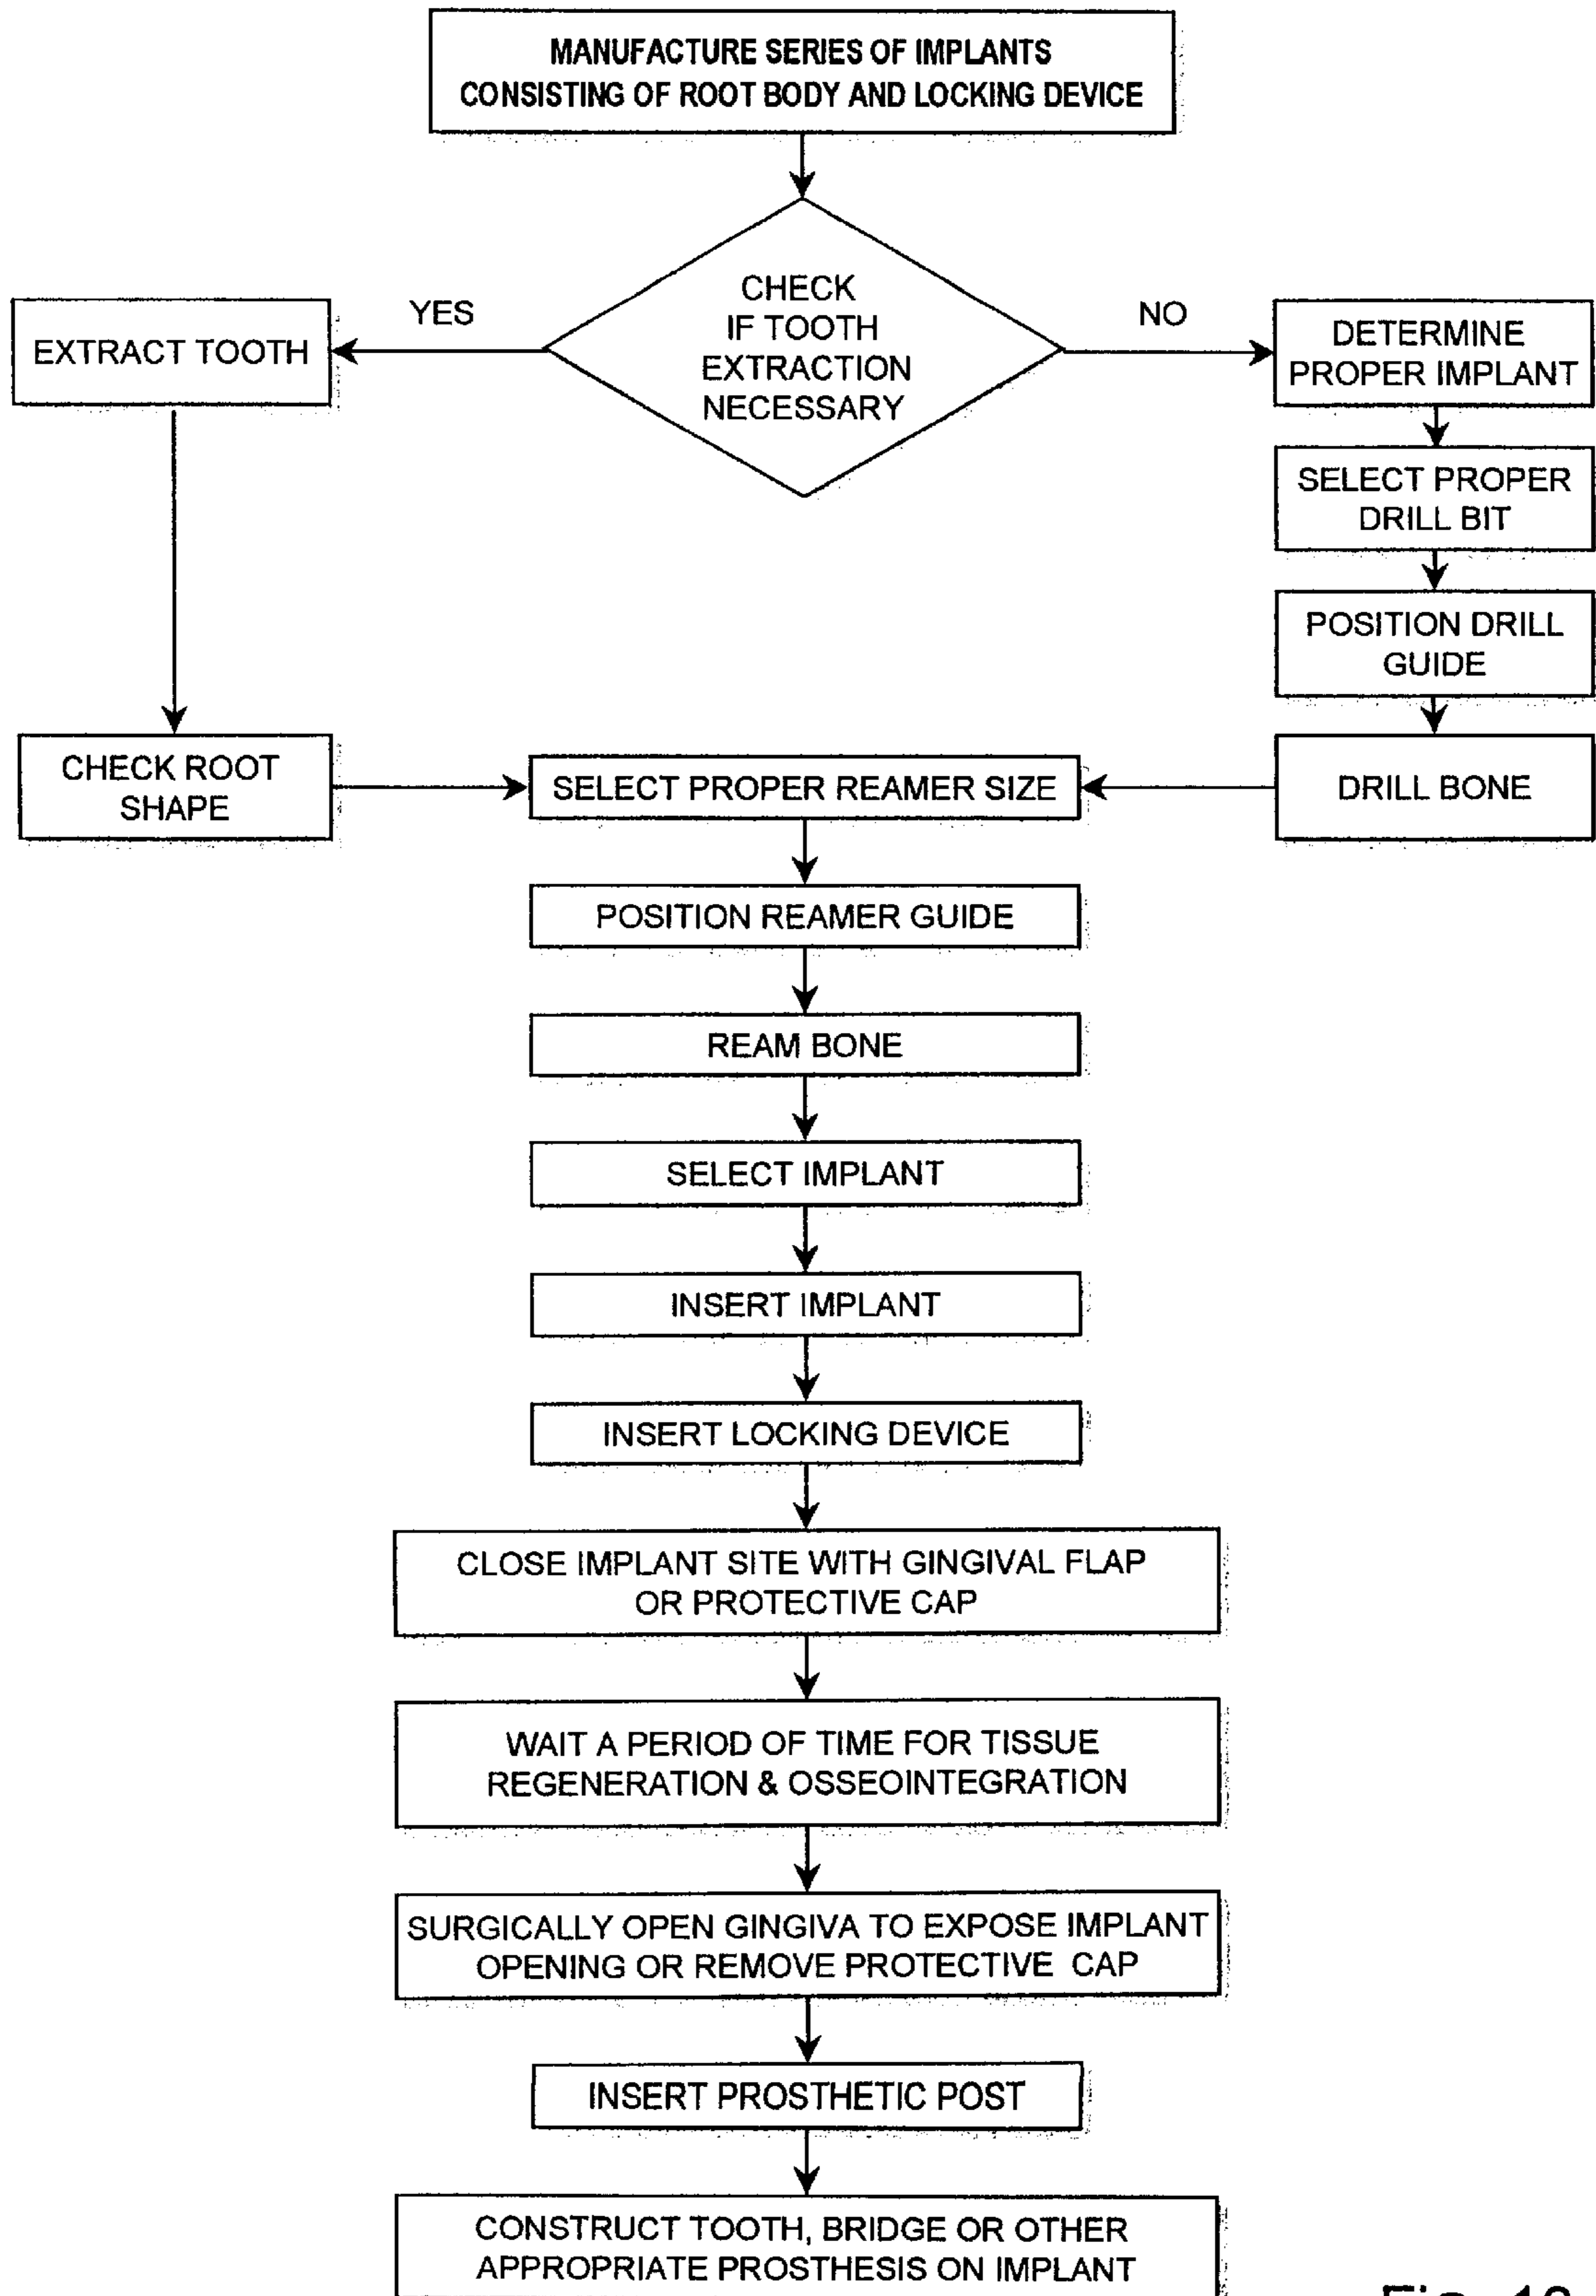 MANUFACTURE SERIES OF IMPLANTS
CONSISTING OF ROOT BODY AND LOCKING DEVICE
CHECK
IF TOOTH
EXTRACTION
NECESSARY
YES
NO
EXTRACT TOOTH
DETERMINE
PROPER IMPLANT
SELECT PROPER
DRILL BIT
POSITION DRILL
GUIDE
CHECK ROOT
SHAPE
SELECT PROPER REAMER SIZE
DRILL BONE
POSITION REAMER GUIDE
REAM BONE
SELECT IMPLANT
INSERT IMPLANT
INSERT LOCKING DEVICE
CLOSE IMPLANT SITE WITH GINGIVAL FLAP
OR PROTECTIVE CAP
WAIT A PERIOD OF TIME FOR TISSUE
REGENERATION & OSSEOINTEGRATION
SURGICALLY OPEN GINGIVA TO EXPOSE IMPLANT
OPENING OR REMOVE PROTECTIVE CAP
INSERT PROSTHETIC POST
CONSTRUCT TOOTH, BRIDGE OR OTHER
APPROPRIATE PROSTHESIS ON IMPLANT